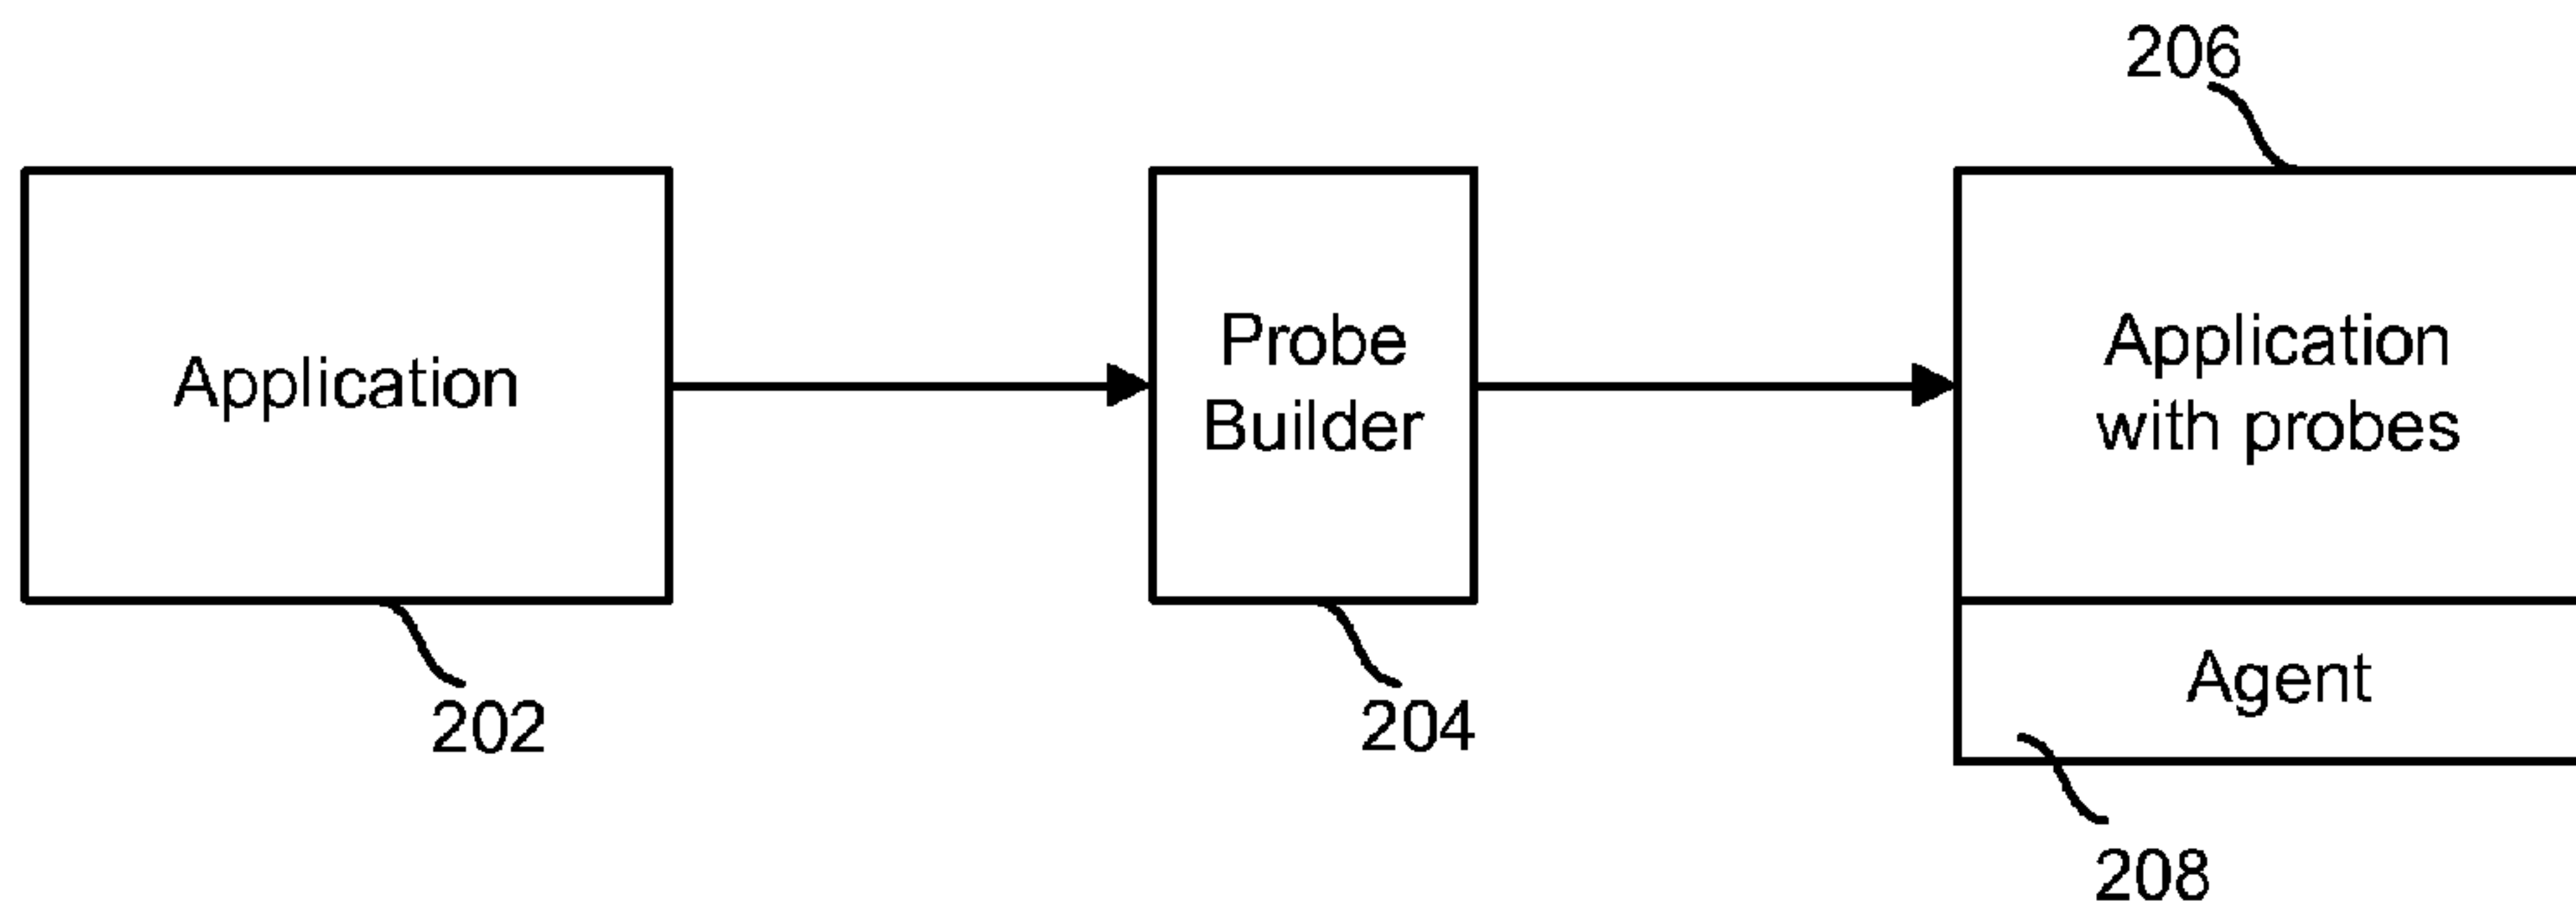 206
Application
Probe
Builder
Application
with probes
Agent
202
204
208